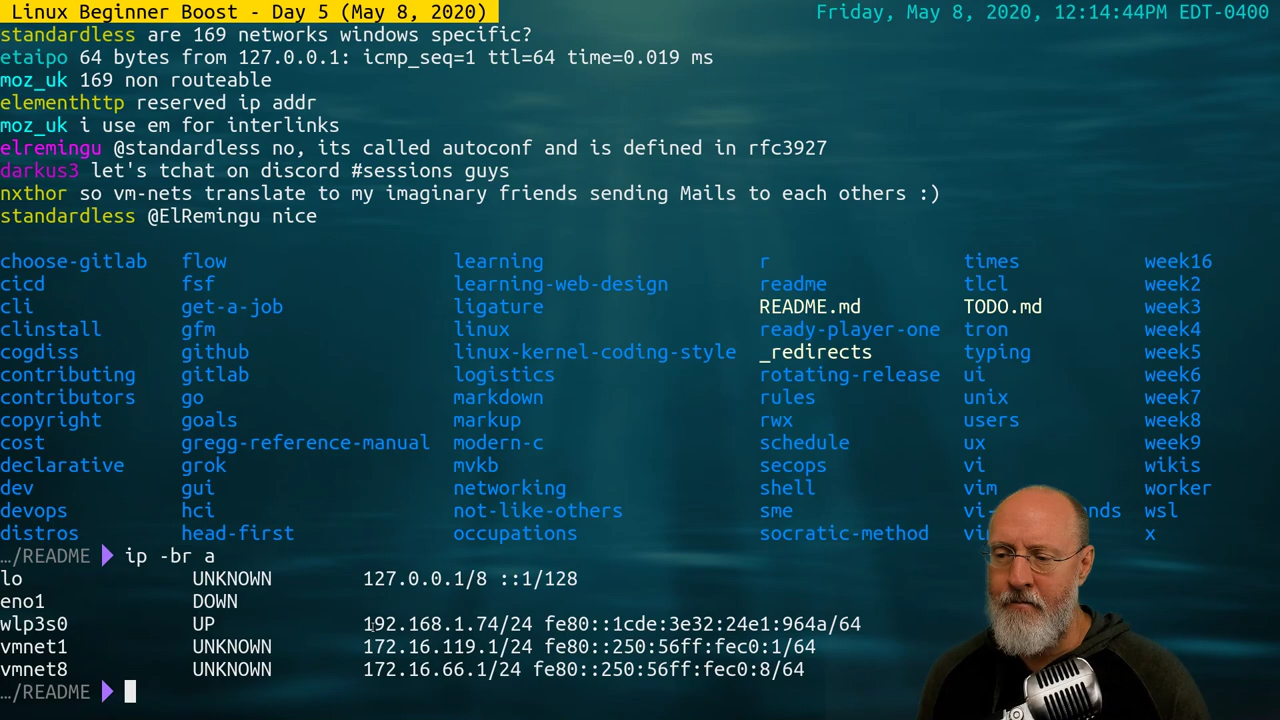 Linux Beginner Boost - Day 5 (May 8, 2020) Friday, May 8, 2020, 12:14:44PM EDT-0400
standardless are 169 networks windows specific?
etaipo 64 bytes from 127.0.0.1: icmp_seq=1 ttl=64 time=0.019 ms
moz_uk 169 non routeable
elementhttp reserved ip addr
moz_uk i use em for interlinks
elremingu @standardless no, its called autoconf and is defined in rfc3927
darkus3 let's tchat on discord #sessions guys
nxthor so vm-nets translate to my imaginary friends sending Mails to each others :)
standardless @ElRemingu nice
choose-gitlab flow learning r times week16
cicd fsf learning-web-design readme tlcl week2
cli get-a-job ligature README.md TODO.md week3
clinstall gfm linux ready-player-one tron week4
cogdiss github linux-kernel-coding-style _redirects typing week5
contributing gitlab logistics rotating-release ui week6
contributors go markdown rules unix week7
copyright goals markup rwx users week8
cost gregg-reference-manual modern-c schedule ux week9
declarative grok mvkb secops vi wikis
dev gui networking shell vim worker
devops hci not-like-others sme wsl
distros head-first occupations socratic-method x
…/README ip -br a
lo UNKNOWN 127.0.0.1/8 ::1/128
eno1 DOWN
wlp3s0 UP 192.168.1.74/24 fe80::1cde:3e32:24e1:964a/64
vmnet1 UNKNOWN 172.16.119.1/24 fe80::250:56ff:fec0:1/64
vmnet8 UNKNOWN 172.16.66.1/24 fe80::250:56ff:fec0:8/64
…/README